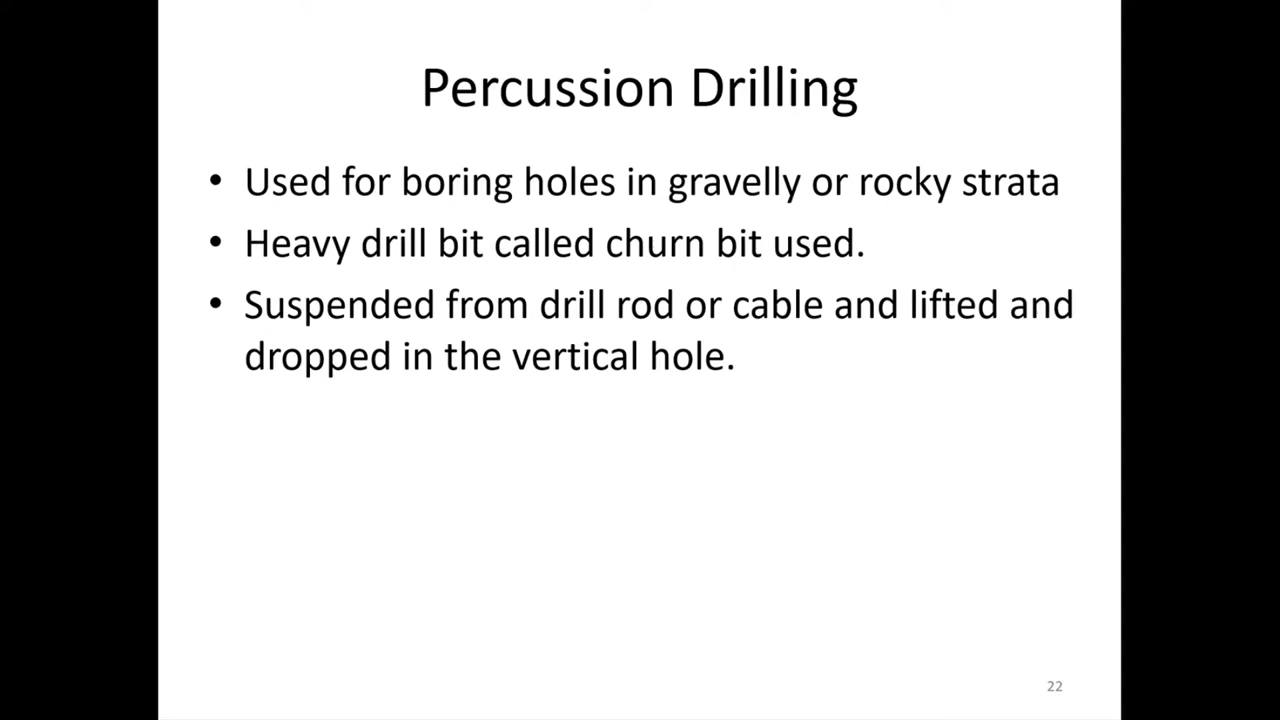 Percussion Drilling
• Used for boring holes in gravelly or rocky strata
• Heavy drill bit called churn bit used.
• Suspended from drill rod or cable and lifted and
dropped in the vertical hole.
22